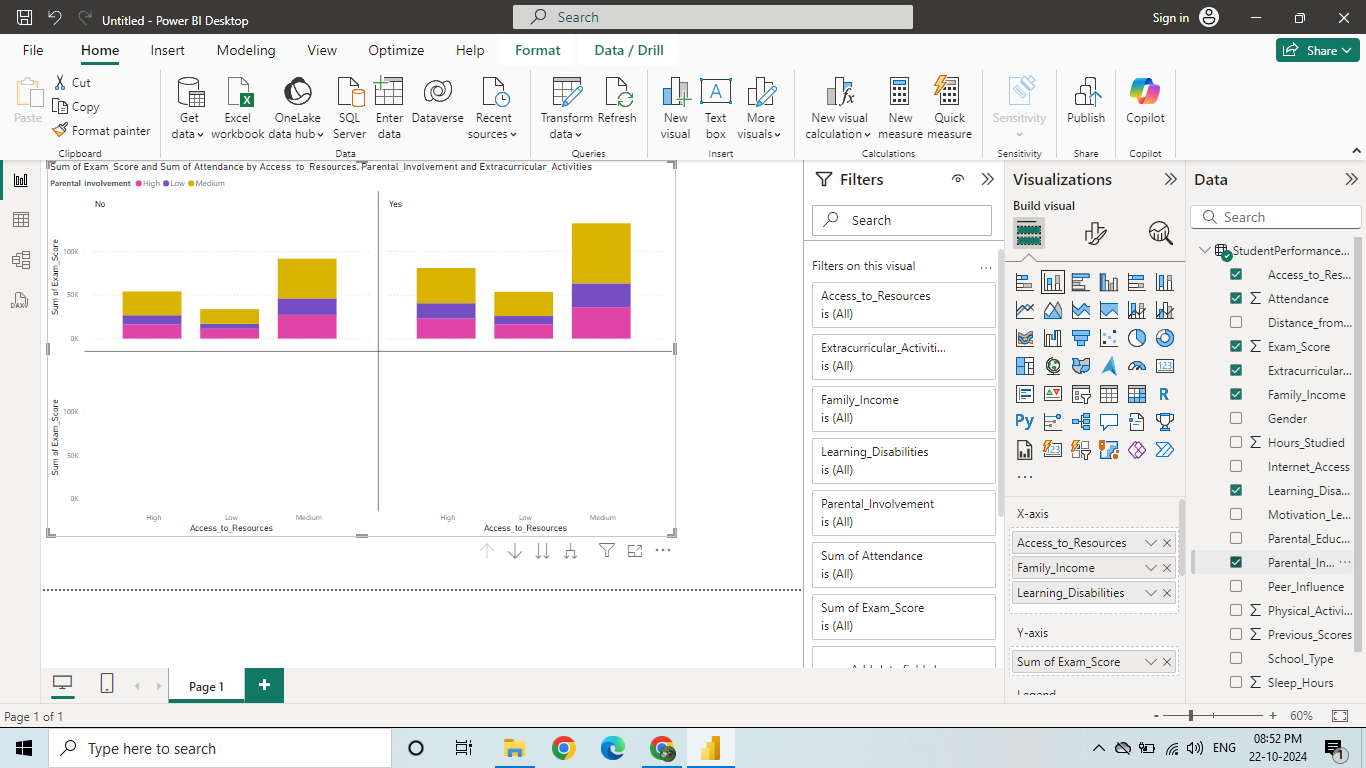 Untitled - Power BI Desktop
Search
Sign in
File Home Insert Modeling View Optimize Help Format Data / Drill
Share
Paste
Cut
Copy
Format painter
Get data
Excel workbook
OneLake data hub
SQL Server
Enter data
Dataverse
Recent sources
Transform data
Refresh
New visual
Text box
More visuals
New visual calculation
New measure
Quick measure
Sensitivity
Publish
Copilot
Clipboard Data Queries Insert Calculations Sensitivity Share Copilot
Sum of Exam_Score and Sum of Attendance by Access_to_Resources, Parental_Involvement and Extracurricular_Activities
Parental Involvement High Low Medium
No Yes
Sum of Exam_Score
100K
50K
0K
Sum of Exam_Score
100K
50K
0K
High Low Medium High Low Medium
Access_to_Resources Access_to_Resources
Filters
Search
Filters on this visual ...
Access_to_Resources
is (All)
Extracurricular_Activiti...
is (All)
Family_Income
is (All)
Learning_Disabilities
is (All)
Parental_Involvement
is (All)
Sum of Attendance
is (All)
Sum of Exam_Score
is (All)
Visualizations
Build visual
123
R
Py
...
X-axis
Access_to_Resources
Family_Income
Learning_Disabilities
Y-axis
Sum of Exam_Score
Legend
Data
Search
StudentPerformance...
Access_to_Res...
Σ Attendance
Distance_from...
Σ Exam_Score
Extracurricular...
Family_Income
Gender
Σ Hours_Studied
Internet_Access
Learning_Disa...
Motivation_Le...
Parental_Educ...
Parental_In... ...
Peer_Influence
Σ Physical_Activi...
Σ Previous_Scores
School_Type
Σ Sleep_Hours
Page 1
+
Page 1 of 1
- + 60%
Type here to search
ENG
08:52 PM
22-10-2024
1